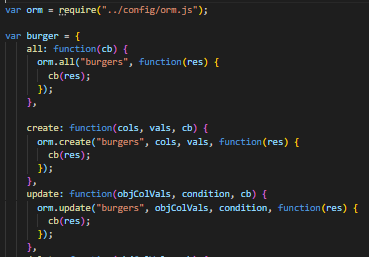 var orm = require("../config/orm.js");
var burger = {
  all: function(cb) {
    orm.all("burgers", function(res) {
      cb(res);
    });
  },
  create: function(cols, vals, cb) {
    orm.create("burgers", cols, vals, function(res) {
      cb(res);
    });
  },
  update: function(objColVals, condition, cb) {
    orm.update("burgers", objColVals, condition, function(res) {
      cb(res);
    });
  },